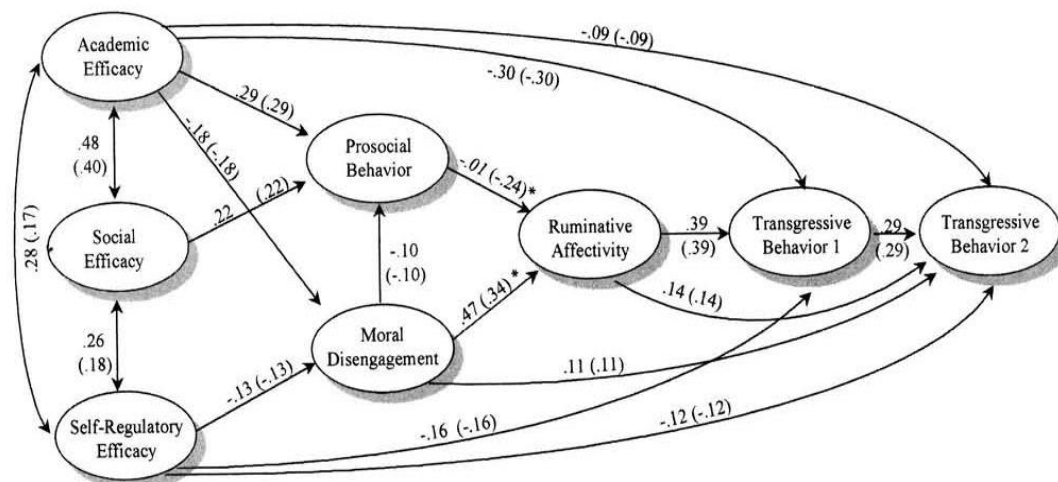 Academic
Efficacy
-.09 (-.09)
-.30 (-.30)
.29 (.29)
-.18 (-.18)
.48
(.40)
Prosocial
Behavior
-.01 (-.24)*
.28 (.17)
.22 (.22)
Social
Efficacy
Ruminative
Affectivity
.39
(.39)
Transgressive
Behavior 1
.29
(.29)
Transgressive
Behavior 2
-.10
(-.10)
.47 (.34) *
.14 (.14)
.26
(.18)
Moral
Disengagement
.11 (.11)
-.13 (-.13)
Self-Regulatory
Efficacy
-.16 (-.16)
-.12 (-.12)